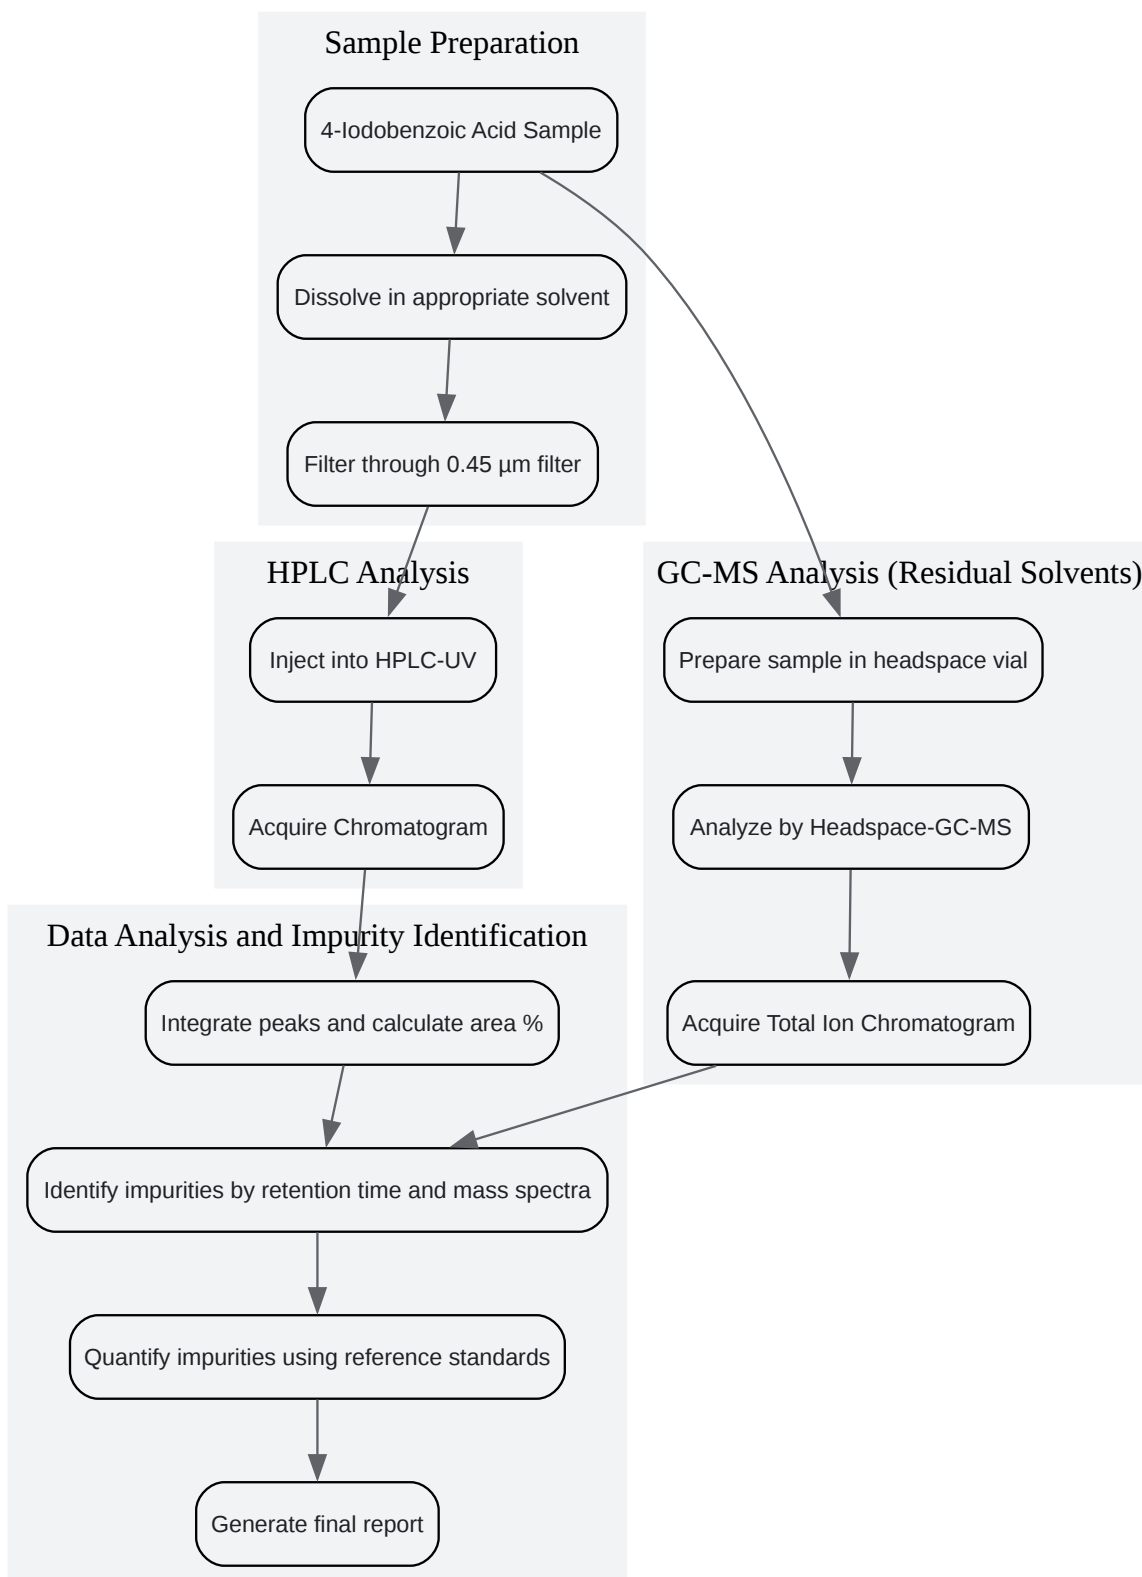 Sample Preparation
4-Iodobenzoic Acid Sample
Dissolve in appropriate solvent
Filter through 0.45 µm filter
HPLC Analysis
Inject into HPLC-UV
Acquire Chromatogram
GC-MS Analysis (Residual Solvents)
Prepare sample in headspace vial
Analyze by Headspace-GC-MS
Acquire Total Ion Chromatogram
Data Analysis and Impurity Identification
Integrate peaks and calculate area %
Identify impurities by retention time and mass spectra
Quantify impurities using reference standards
Generate final report